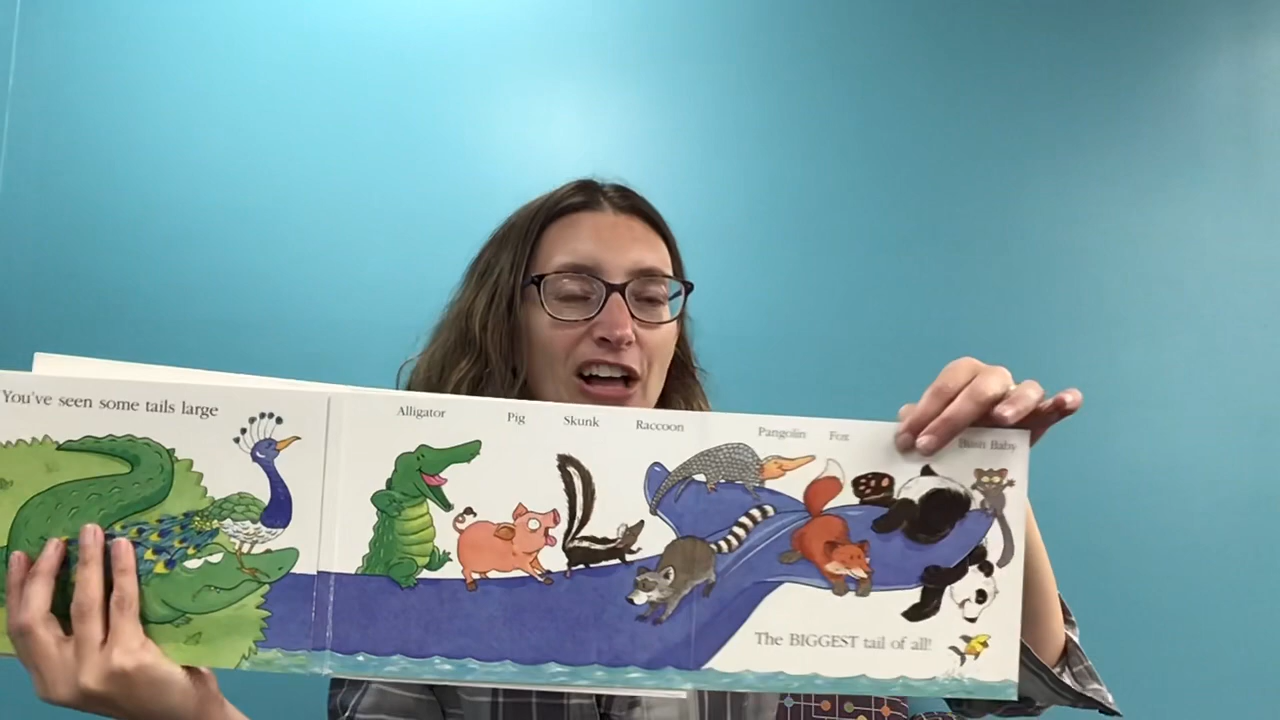 You've seen some tails large
Alligator Pig Skunk Raccoon Pangolin Fox Bush Baby
The BIGGEST tail of all!